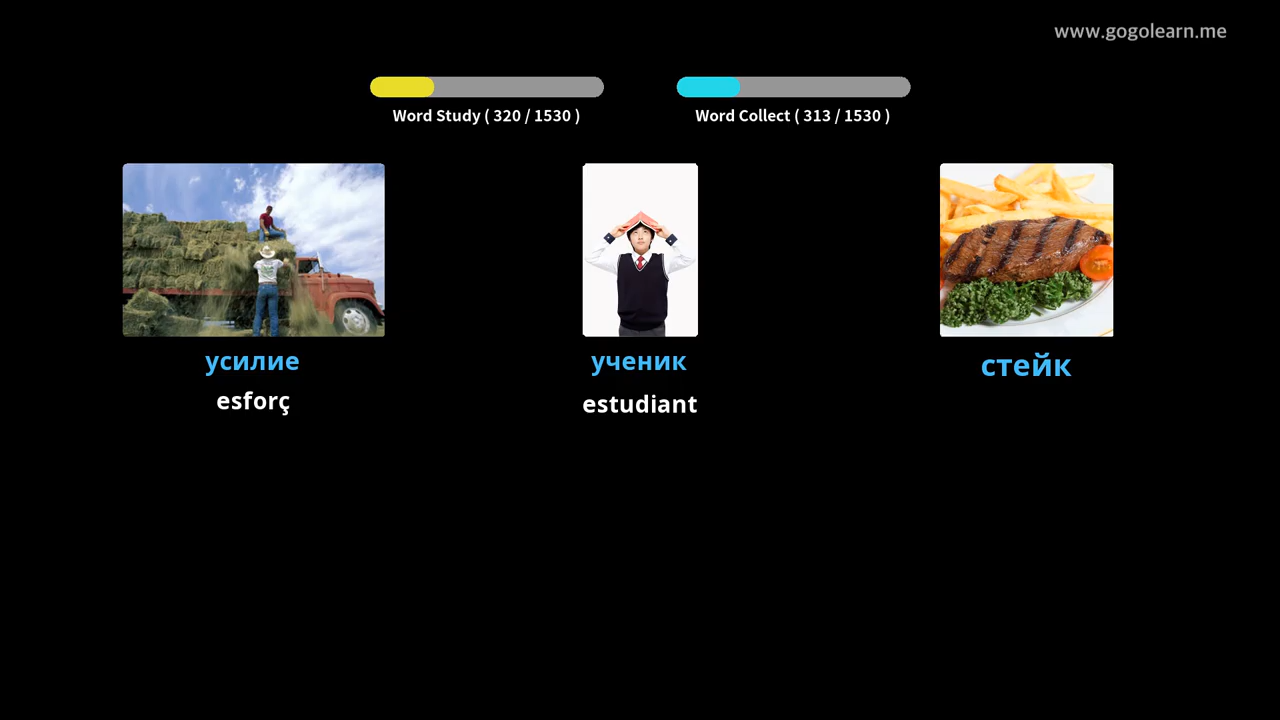 www.gogolearn.me
Word Study ( 320 / 1530 )
Word Collect ( 313 / 1530 )
усилие
ученик
стейк
esforç
estudiant